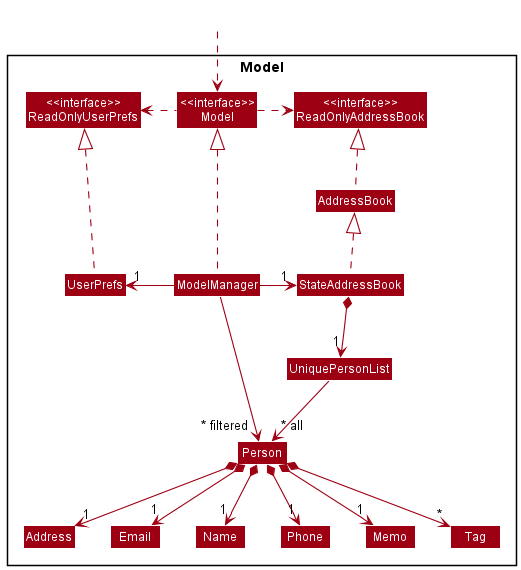 Model
<<interface>>
ReadOnlyUserPrefs
<<interface>>
Model
<<interface>>
ReadOnlyAddressBook
AddressBook
UserPrefs
1
ModelManager
1
StateAddressBook
1
UniquePersonList
* filtered
* all
Person
1
1
1
1
1
*
Address
Email
Name
Phone
Memo
Tag